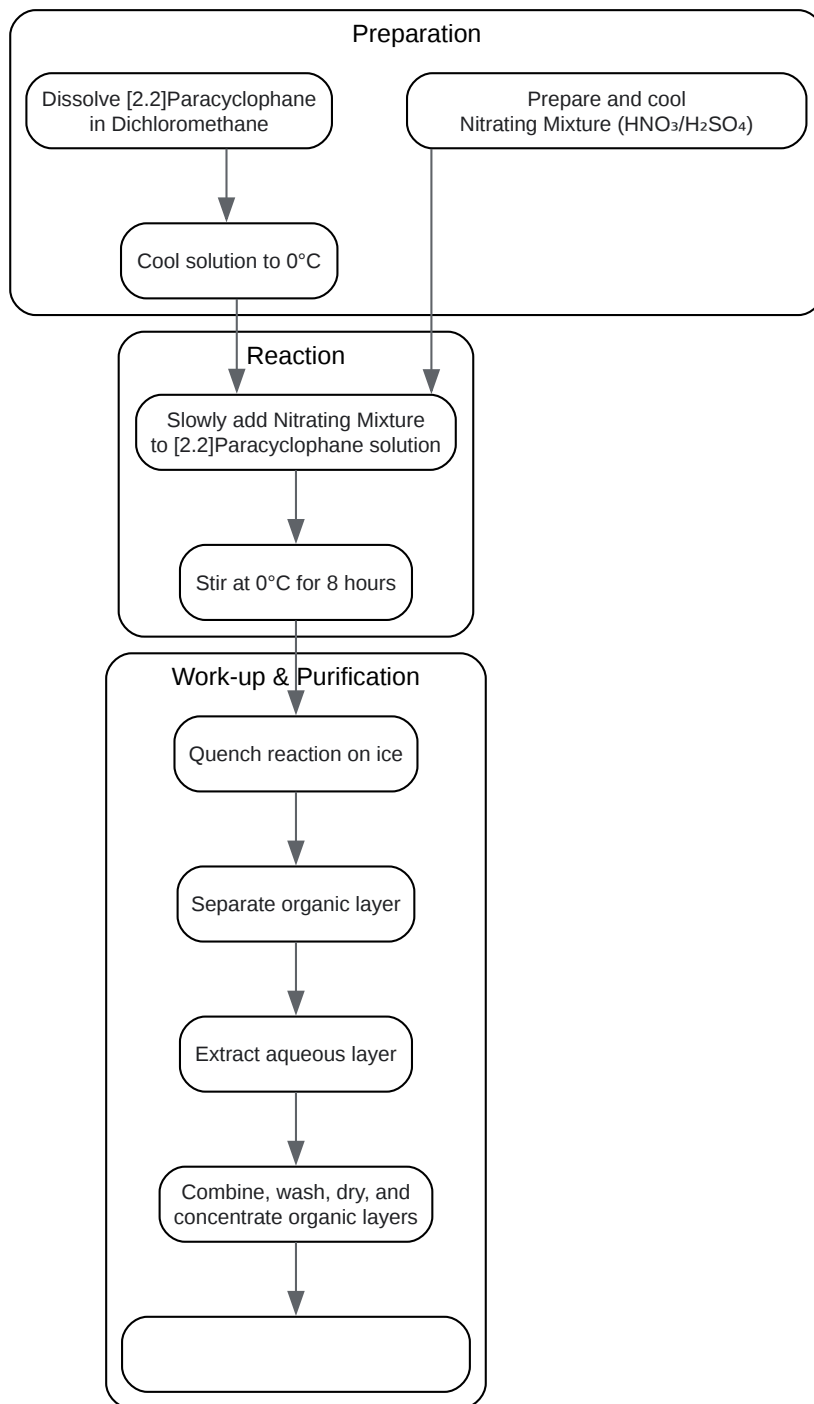 Preparation
Dissolve [2.2]Paracyclophane
in Dichloromethane
Prepare and cool
Nitrating Mixture (HNO₃/H₂SO₄)
Cool solution to 0°C
Reaction
Slowly add Nitrating Mixture
to [2.2]Paracyclophane solution
Stir at 0°C for 8 hours
Work-up & Purification
Quench reaction on ice
Separate organic layer
Extract aqueous layer
Combine, wash, dry, and
concentrate organic layers